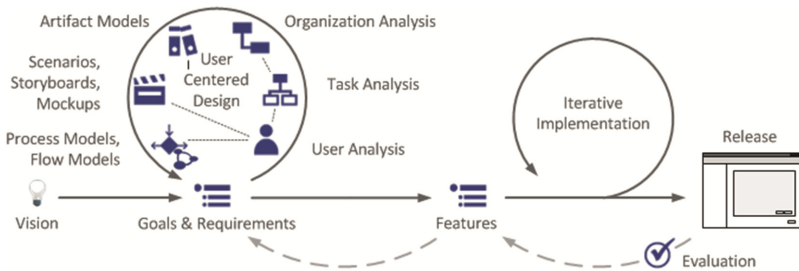 Artifact Models
Organization Analysis
User
Centered
Design
Scenarios,
Storyboards,
Mockups
Task Analysis
Process Models,
Flow Models
User Analysis
Iterative
Implementation
Release
Vision
Goals & Requirements
Features
Evaluation